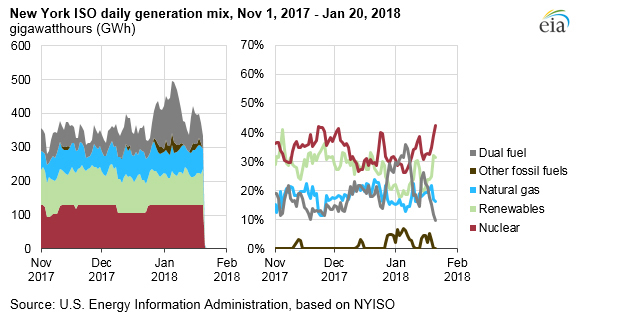 New York ISO daily generation mix, Nov 1, 2017 - Jan 20, 2018
gigawatthours (GWh)
eia
600
500
400
300
200
100
0
Nov 2017
Dec 2017
Jan 2018
Feb 2018
70%
60%
50%
40%
30%
20%
10%
0%
Nov 2017
Dec 2017
Jan 2018
Feb 2018
Dual fuel
Other fossil fuels
Natural gas
Renewables
Nuclear
Source: U.S. Energy Information Administration, based on NYISO